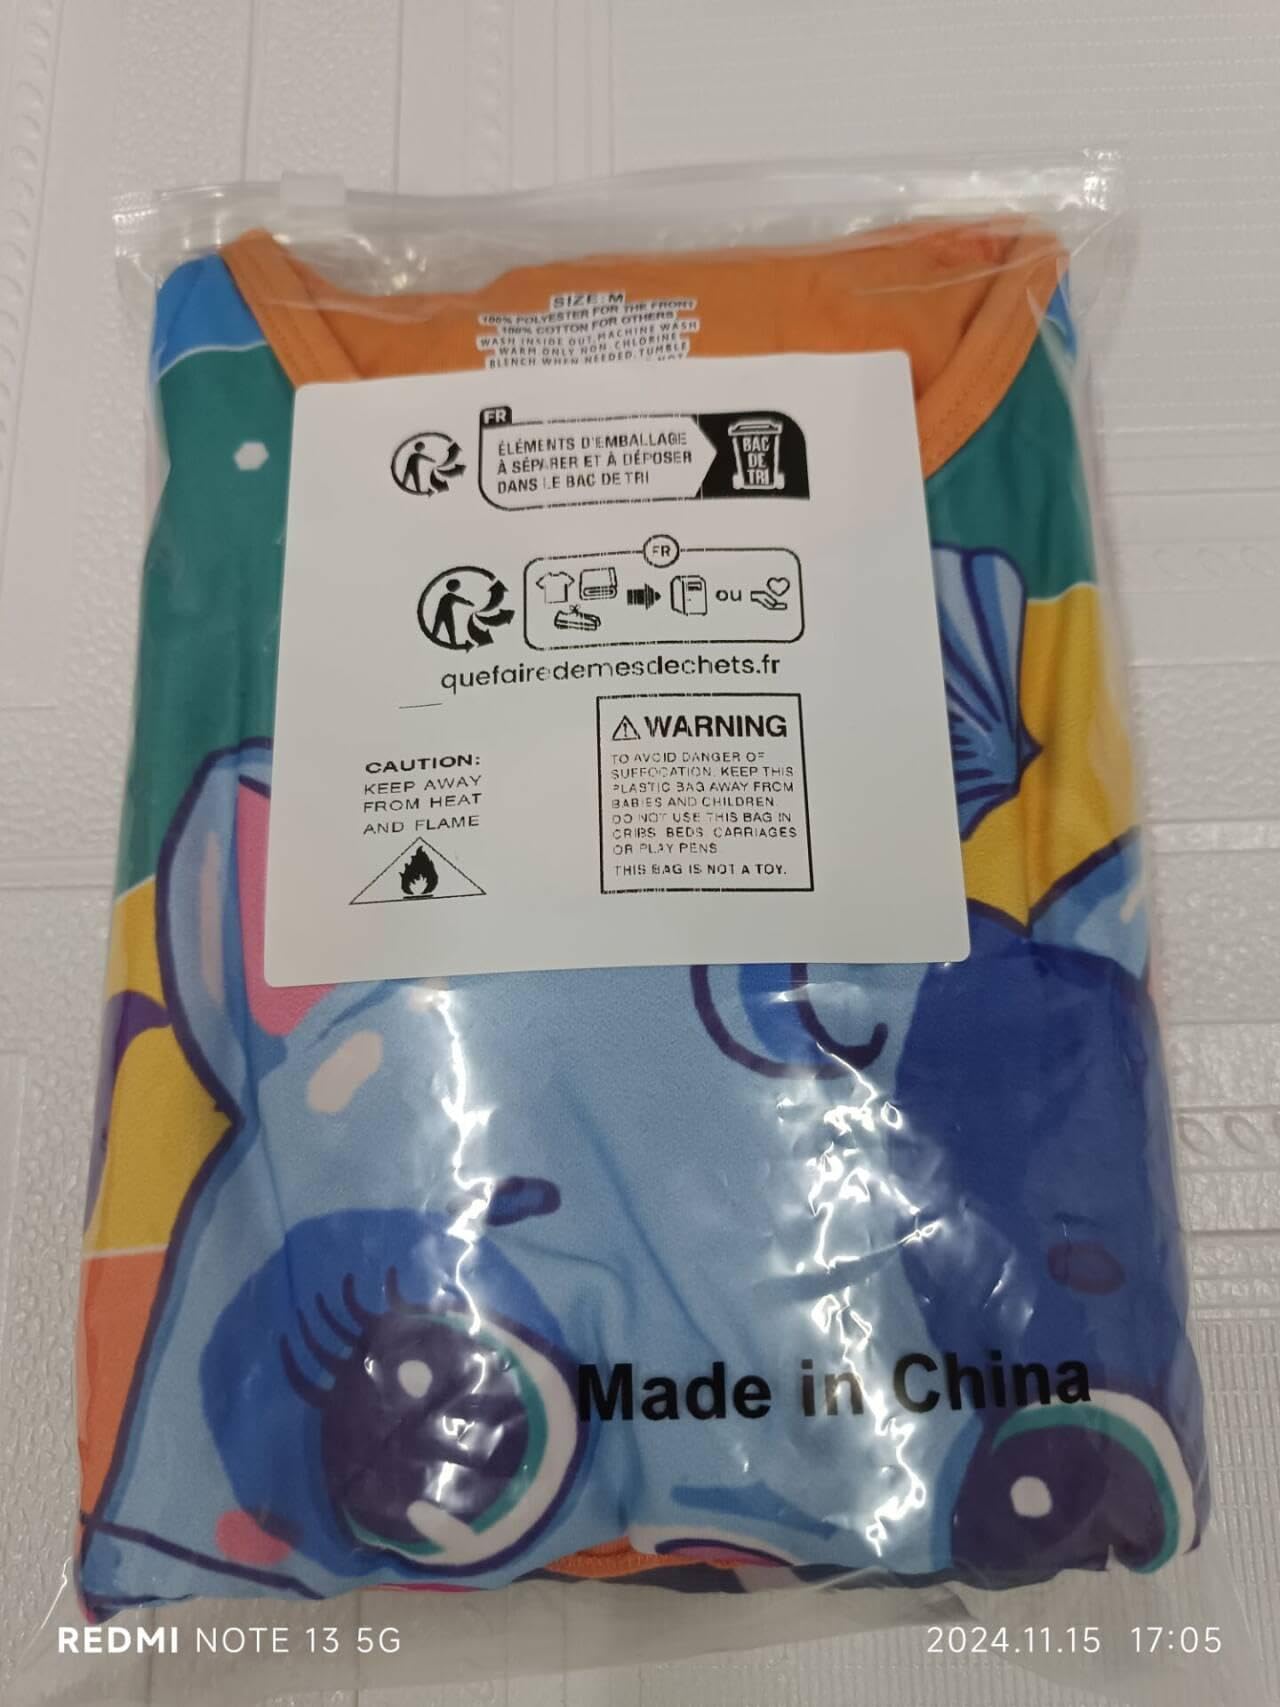 SIZE: M
100% POLYESTER FOR THE FRONT
100% COTTON FOR OTHERS
WASH INSIDE OUT, MACHINE WASH
WARM ONLY NON-CHLORINE
BLENCH WHEN NEEDED. TUMBLE
FR
ÉLÉMENTS D'EMBALLAGE
À SÉPARER ET À DÉPOSER
DANS LE BAC DE TRI
BAC
DE
TRI
FR
ou
quefairedemesdechets.fr
CAUTION:
KEEP AWAY
FROM HEAT
AND FLAME
WARNING
TO AVOID DANGER OF
SUFFOCATION, KEEP THIS
PLASTIC BAG AWAY FROM
BABIES AND CHILDREN.
DO NOT USE THIS BAG IN
CRIBS, BEDS, CARRIAGES
OR PLAY PENS
THIS BAG IS NOT A TOY.
Made in China
REDMI NOTE 13 5G
2024.11.15 17:05